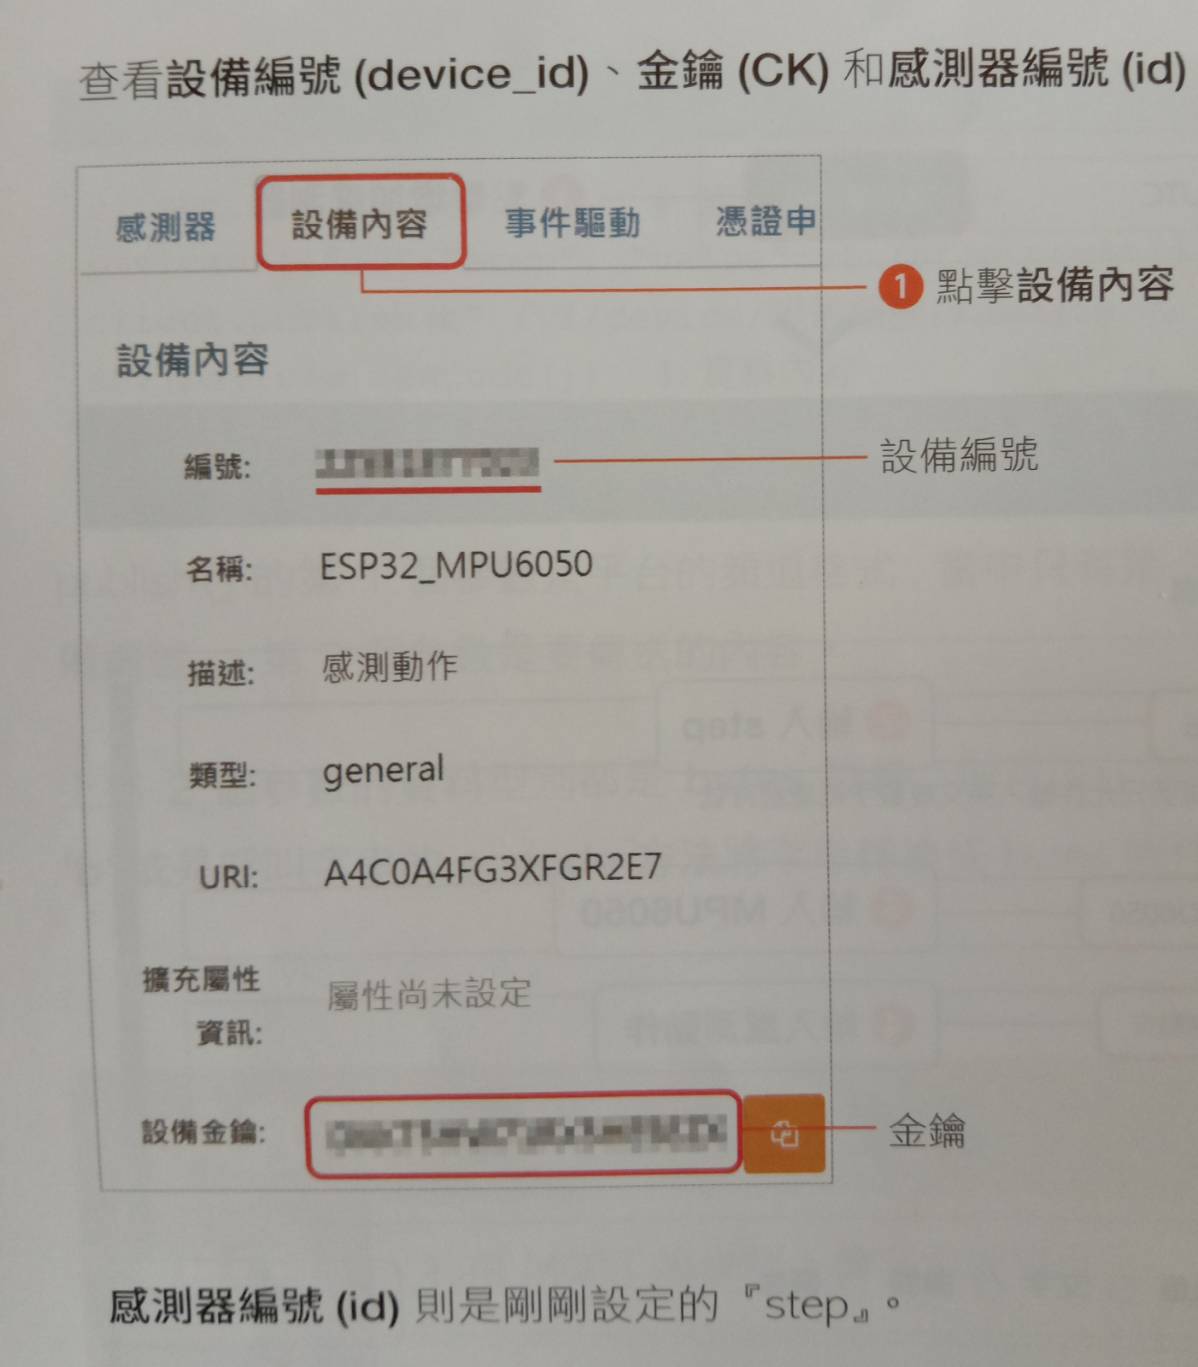 查看設備編號 (device_id)、金鑰 (CK) 和感測器編號 (id)
感測器 設備內容 事件驅動 憑證申
1 點擊設備內容
設備內容
編號:
設備編號
名稱: ESP32_MPU6050
描述: 感測動作
類型: general
URI: A4C0A4FG3XFGR2E7
擴充屬性
資訊: 屬性尚未設定
設備金鑰:
金鑰
感測器編號 (id) 則是剛剛設定的『step』。